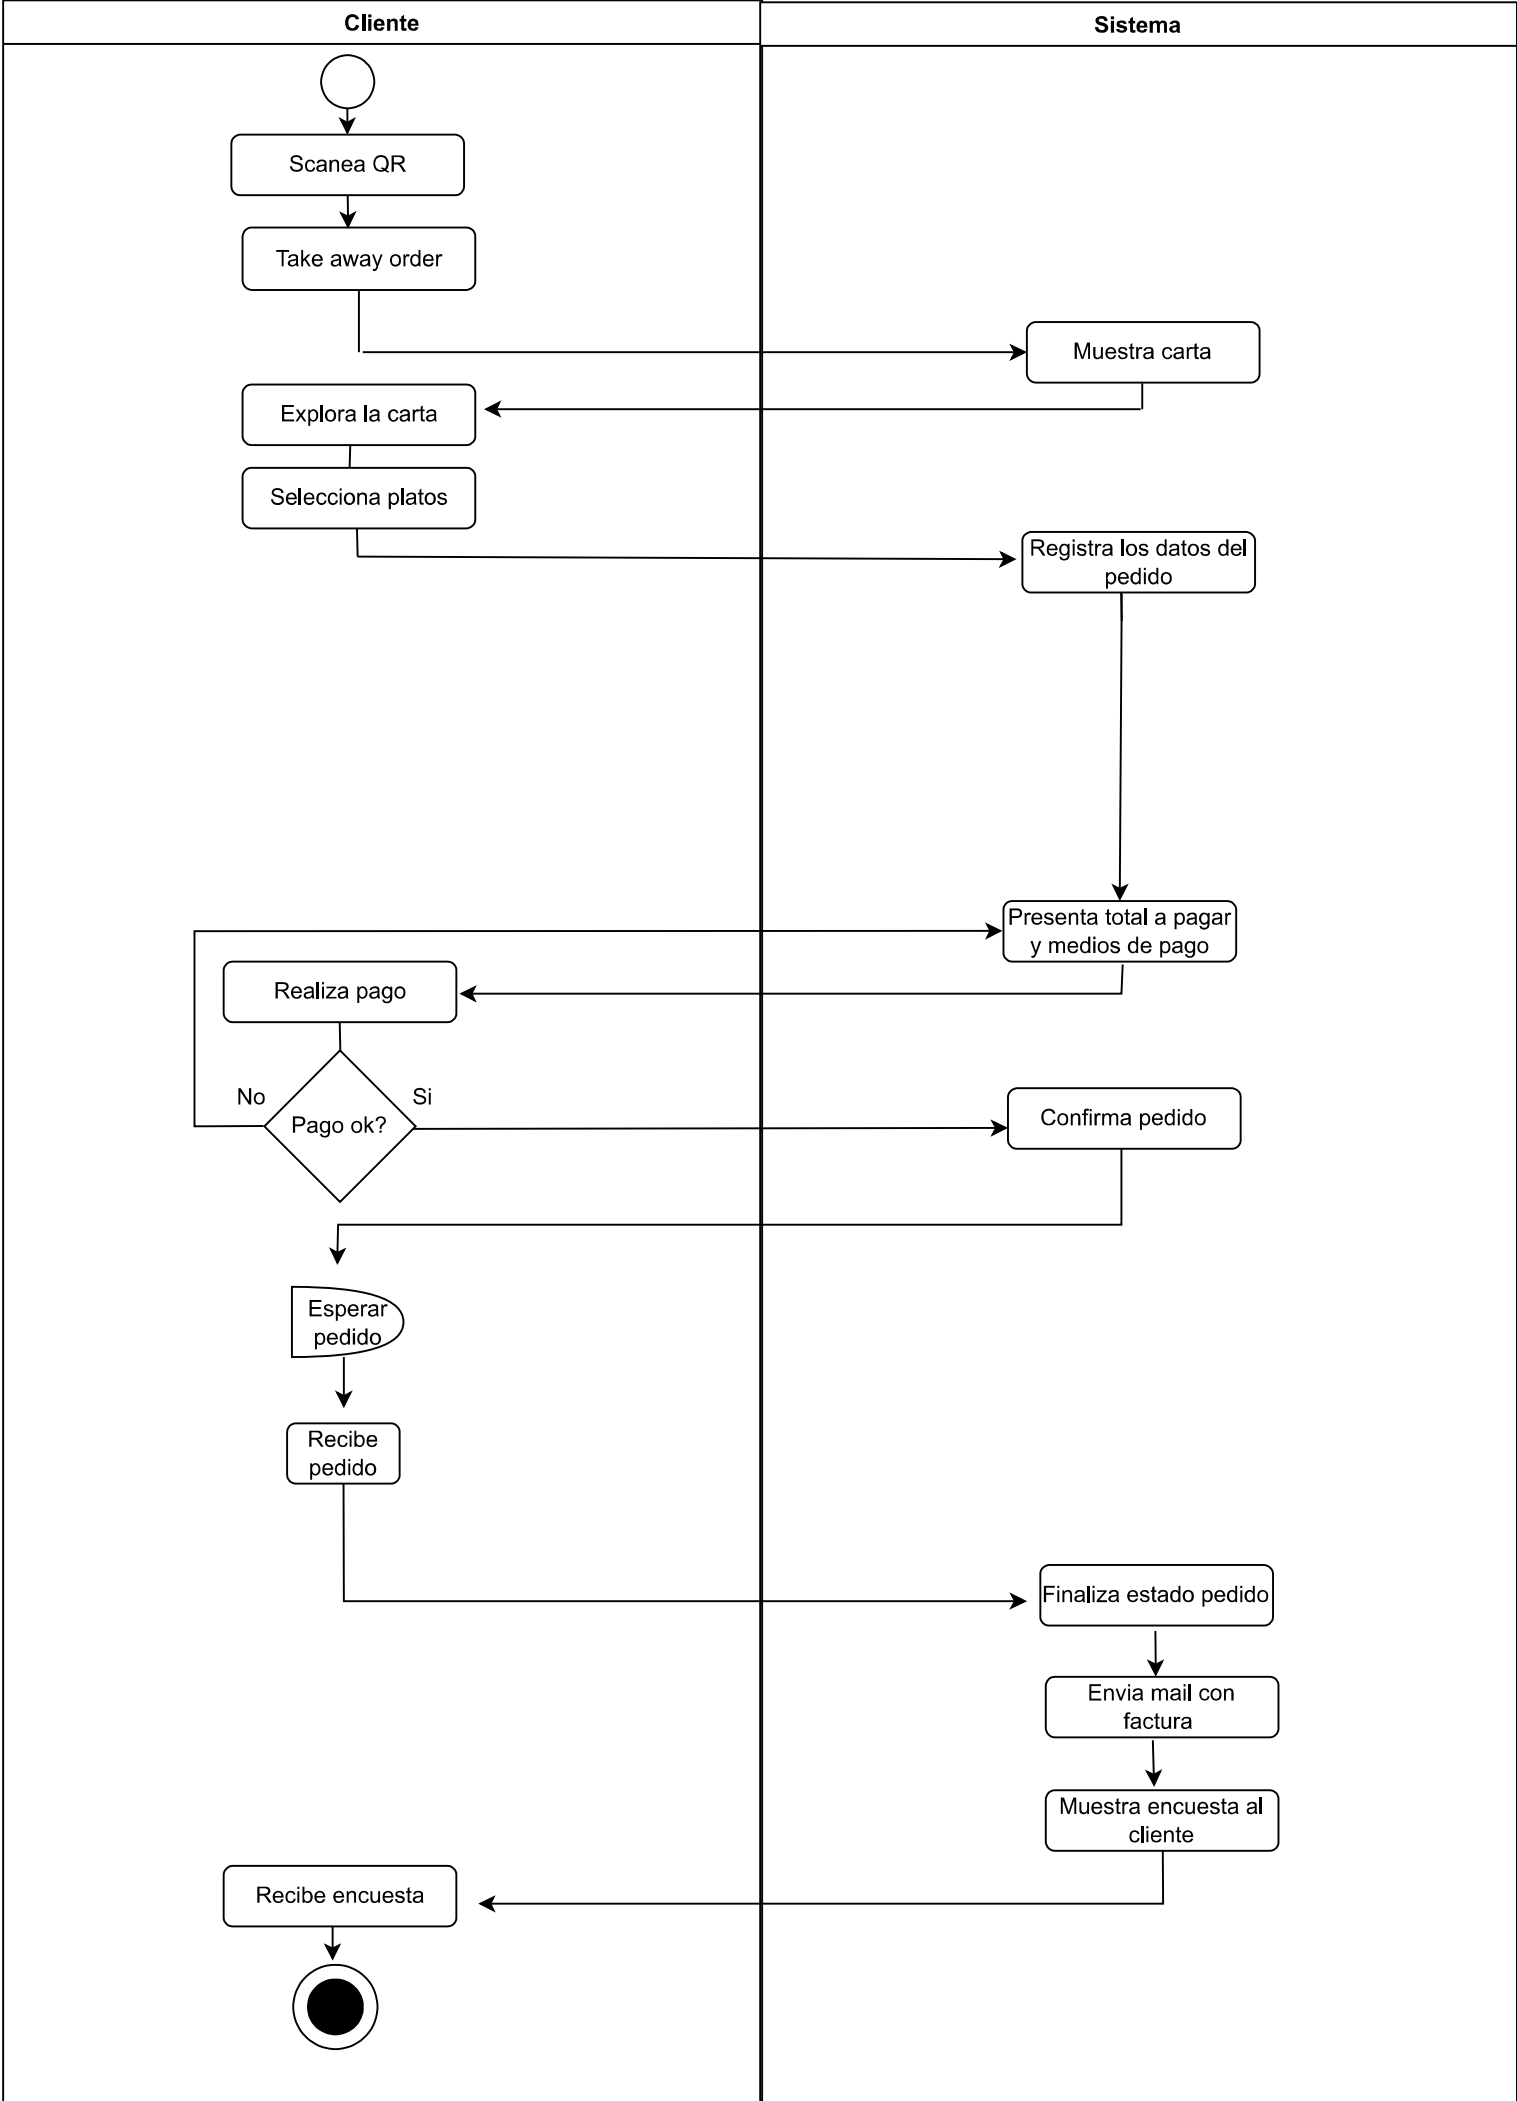 Cliente
Sistema
Scanea QR
Take away order
Muestra carta
Explora la carta
Selecciona platos
Registra los datos del
pedido
Presenta total a pagar
y medios de pago
Realiza pago
No
Si
Pago ok?
Confirma pedido
Esperar
pedido
Recibe
pedido
Finaliza estado pedido
Envia mail con
factura
Muestra encuesta al
cliente
Recibe encuesta